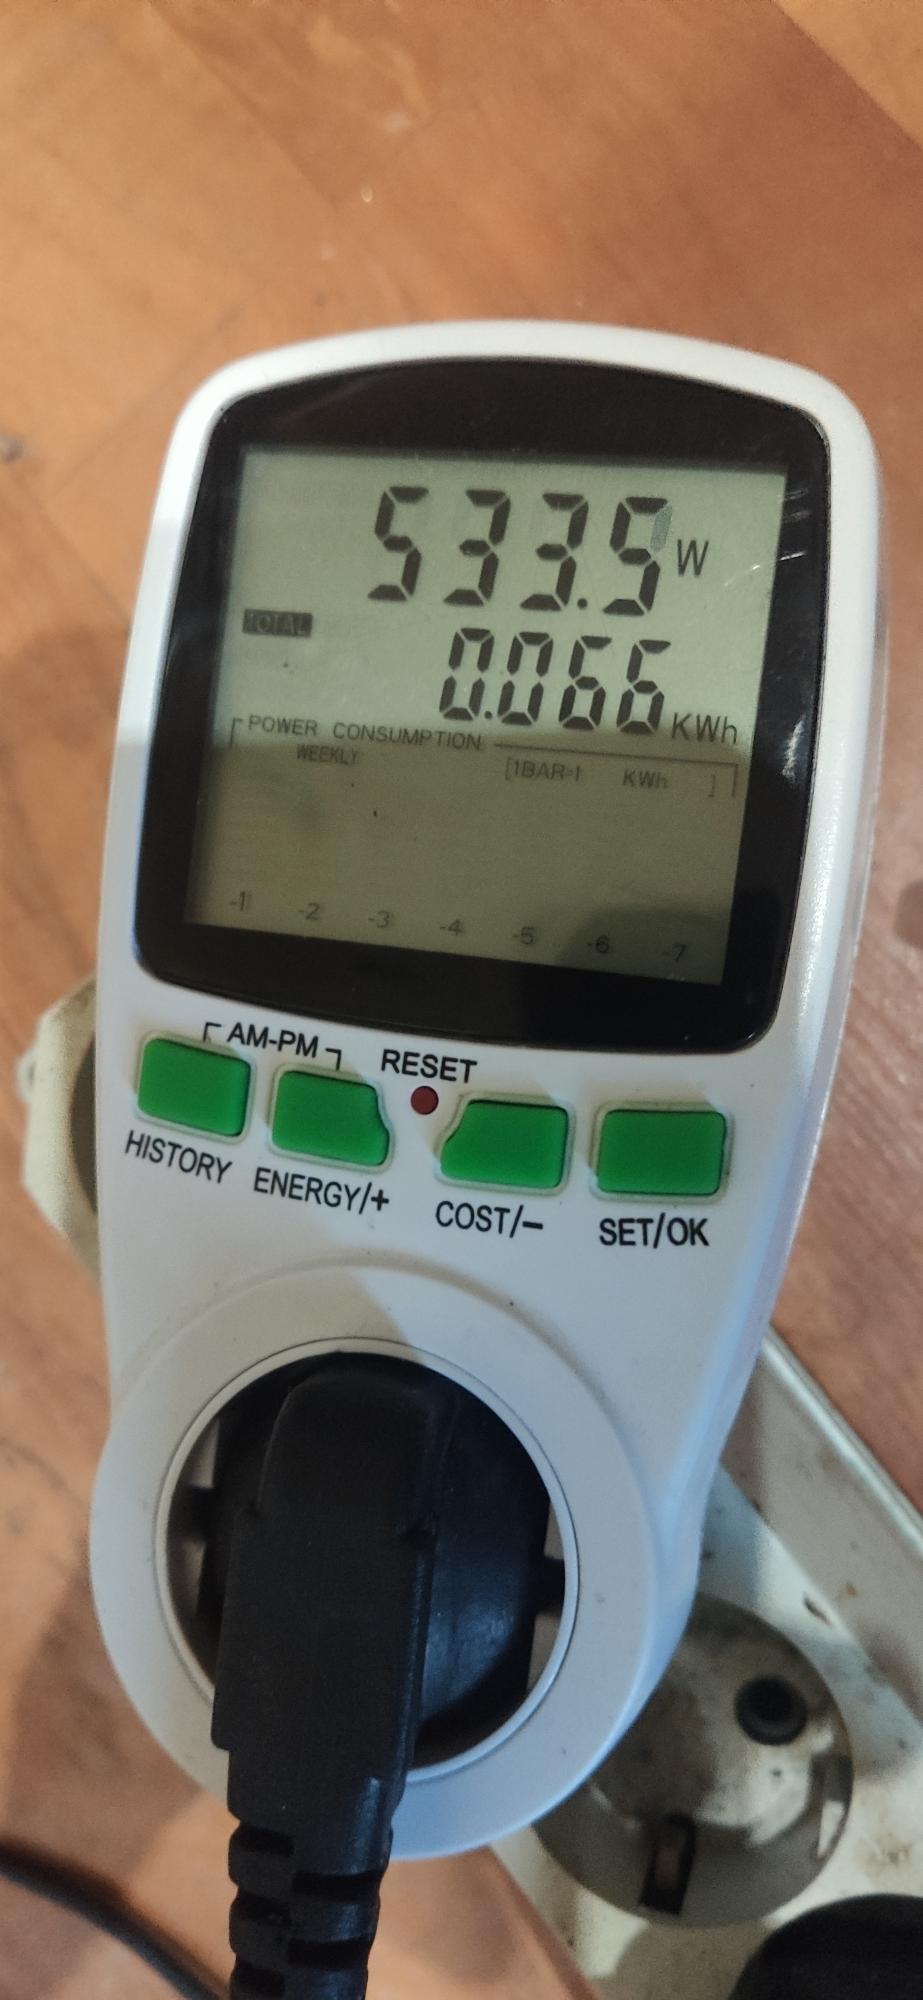 533.5 W
TOTAL
0.066 KWh
POWER CONSUMPTION
WEEKLY [1BAR=1 KWh ]
-1 -2 -3 -4 -5 -6 -7
AM-PM RESET
HISTORY ENERGY/+ COST/− SET/OK